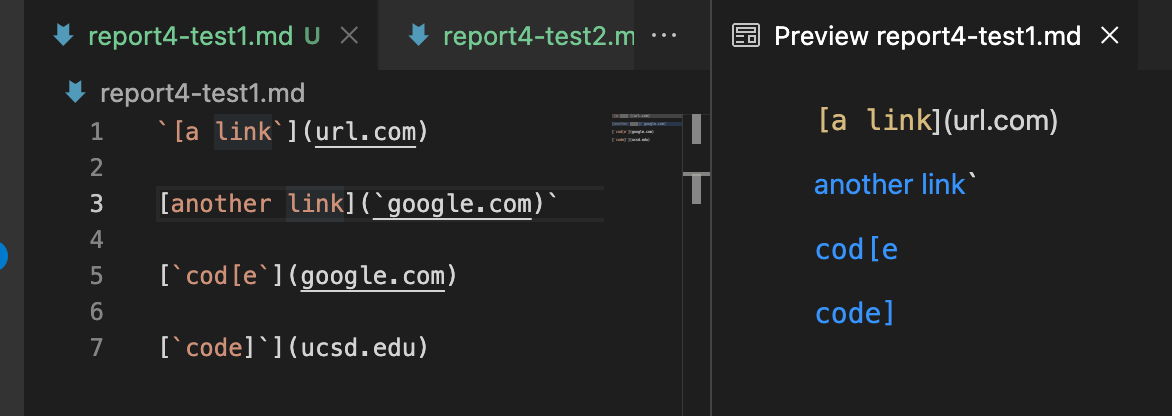 report4-test1.md U × report4-test2.m ··· Preview report4-test1.md ×
report4-test1.md
1 `[a link`](url.com)
2
3 [another link](`google.com)`
4
5 [`cod[e`](google.com)
6
7 [`code]`](ucsd.edu)
[a link](url.com)
another link`
cod[e
code]